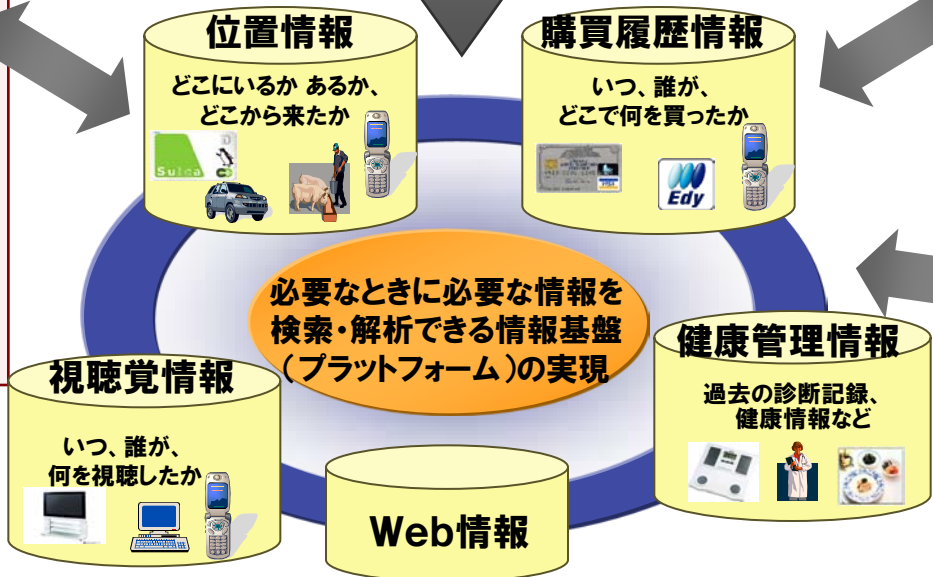 位置情報
どこにいるか あるか、
どこから来たか
Suica
購買履歴情報
いつ、誰が、
どこで何を買ったか
VISA
Edy
必要なときに必要な情報を
検索・解析できる情報基盤
(プラットフォーム)の実現
視聴覚情報
いつ、誰が、
何を視聴したか
健康管理情報
過去の診断記録、
健康情報など
Web情報